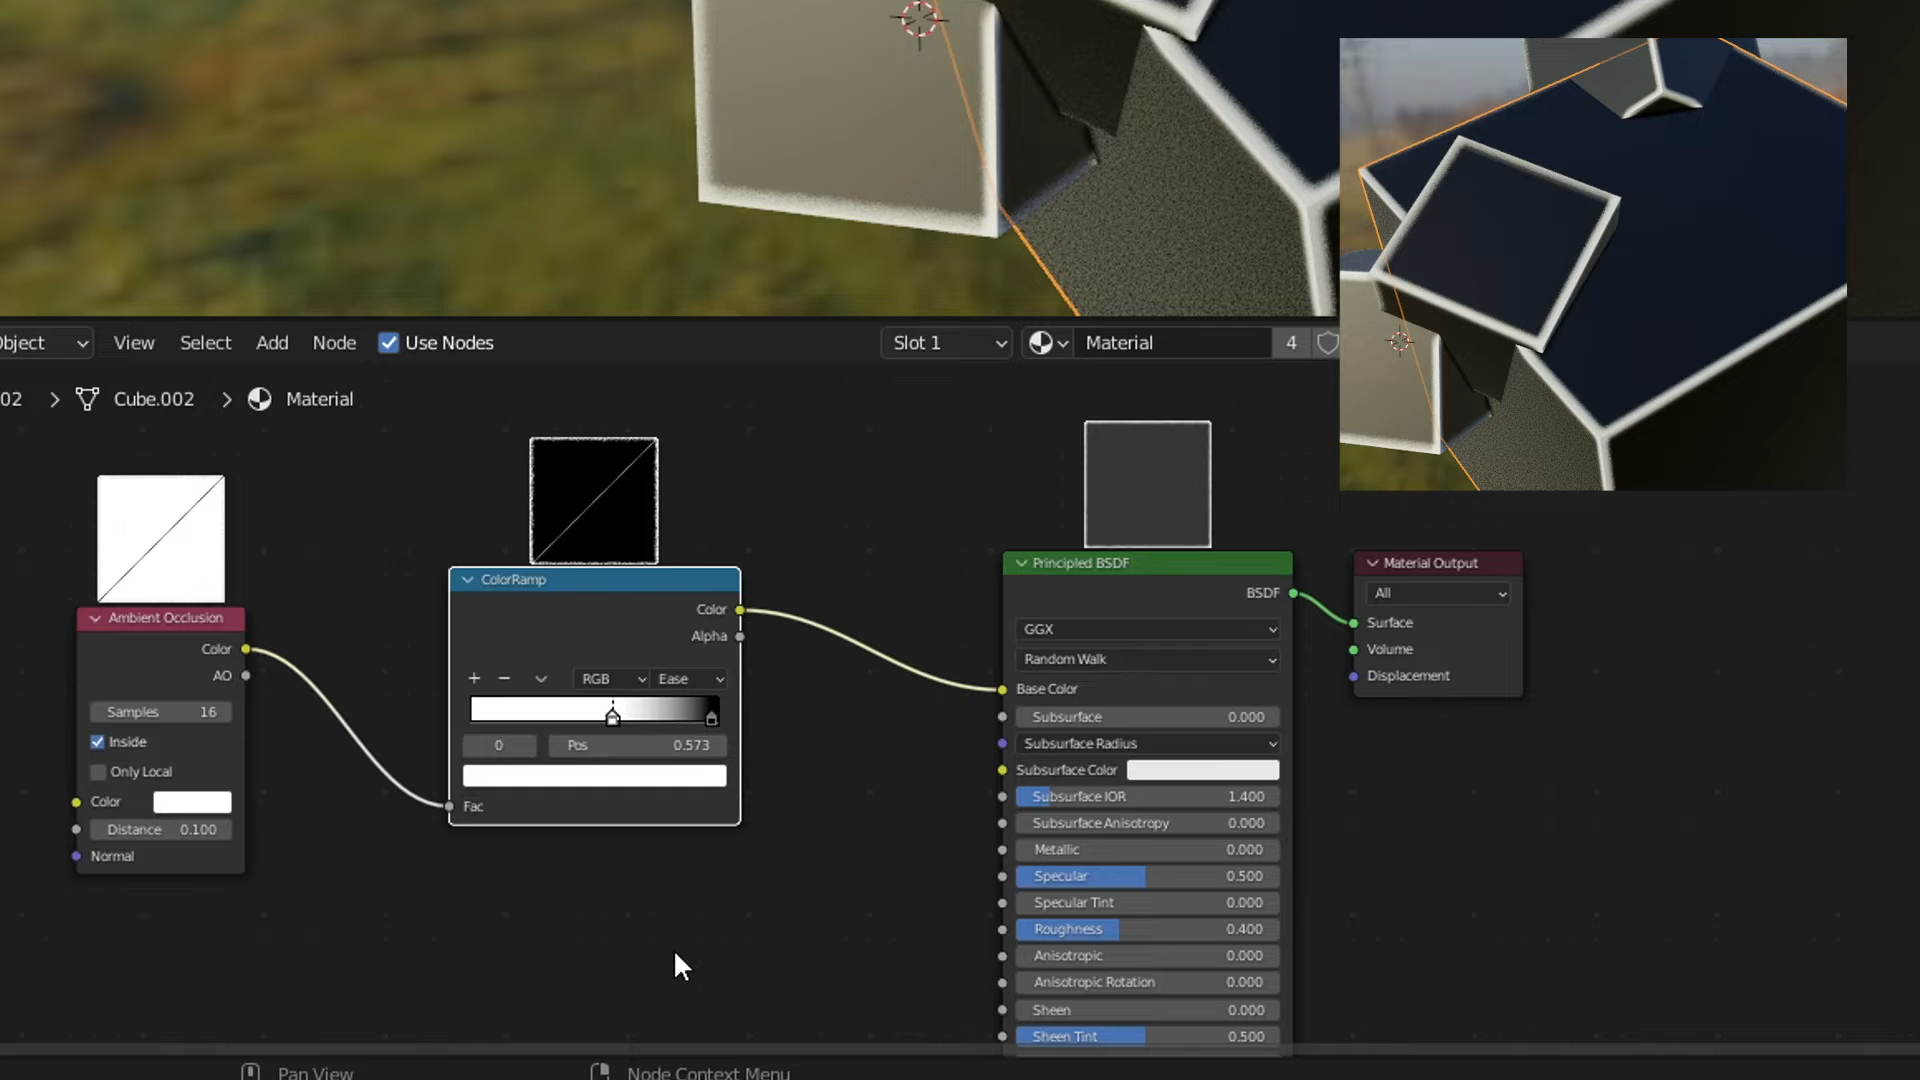 Object View Select Add Node Use Nodes Slot 1 Material 4
02 > Cube.002 > Material
Ambient Occlusion
Color
AO
Samples 16
Inside
Only Local
Color
Distance 0.100
Normal
ColorRamp
Color
Alpha
+ − RGB Ease
0 Pos 0.573
Fac
Principled BSDF
BSDF
GGX
Random Walk
Base Color
Subsurface 0.000
Subsurface Radius
Subsurface Color
Subsurface IOR 1.400
Subsurface Anisotropy 0.000
Metallic 0.000
Specular 0.500
Specular Tint 0.000
Roughness 0.400
Anisotropic 0.000
Anisotropic Rotation 0.000
Sheen 0.000
Sheen Tint 0.500
Material Output
All
Surface
Volume
Displacement
Pan View Node Context Menu